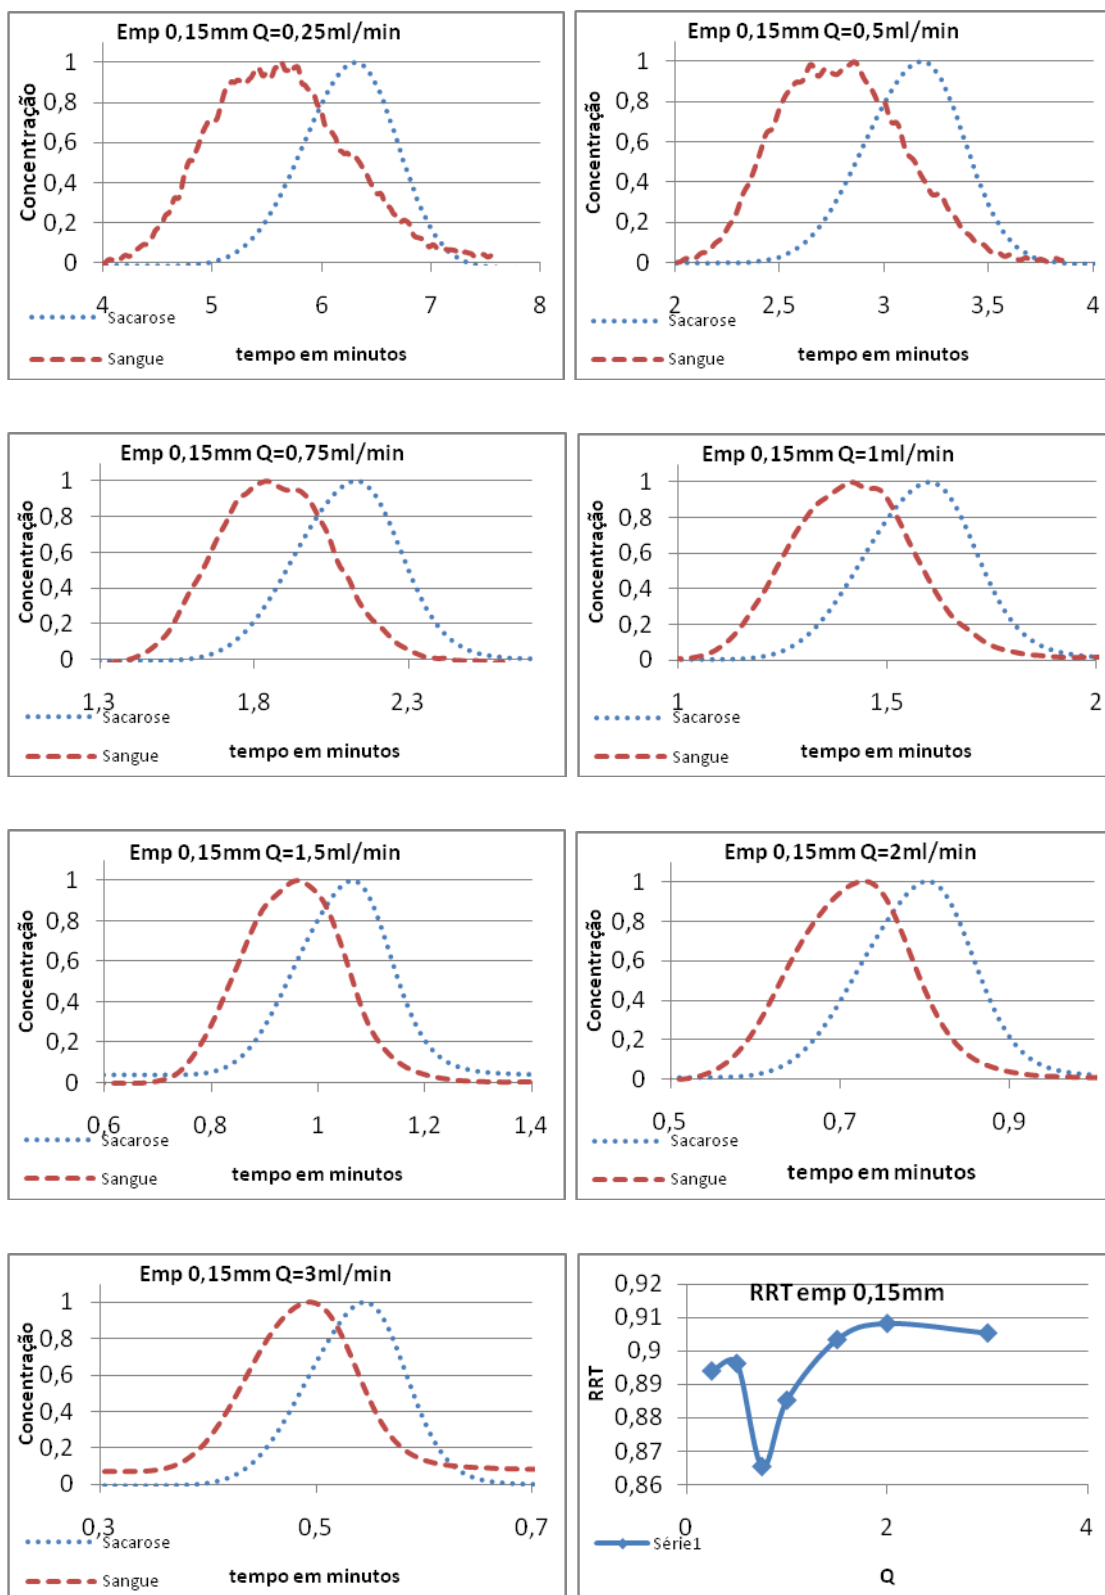 Emp 0,15mm Q=0,25ml/min
Concentração
1
0,8
0,6
0,4
0,2
0
4 5 6 7 8
Sacarose
tempo em minutos
Sangue
Emp 0,15mm Q=0,5ml/min
Concentração
1
0,8
0,6
0,4
0,2
0
2 2,5 3 3,5 4
Sacarose
tempo em minutos
Sangue
Emp 0,15mm Q=0,75ml/min
Concentração
1
0,8
0,6
0,4
0,2
0
1,3 1,8 2,3
Sacarose
tempo em minutos
Sangue
Emp 0,15mm Q=1ml/min
Concentração
1
0,8
0,6
0,4
0,2
0
1 1,5 2
Sacarose
tempo em minutos
Sangue
Emp 0,15mm Q=1,5ml/min
Concentração
1
0,8
0,6
0,4
0,2
0
0,6 0,8 1 1,2 1,4
Sacarose
tempo em minutos
Sangue
Emp 0,15mm Q=2ml/min
Concentração
1
0,8
0,6
0,4
0,2
0
0,5 0,7 0,9
Sacarose
tempo em minutos
Sangue
Emp 0,15mm Q=3ml/min
Concentração
1
0,8
0,6
0,4
0,2
0
0,3 0,5 0,7
Sacarose
tempo em minutos
Sangue
RRT emp 0,15mm
RRT
0,92
0,91
0,9
0,89
0,88
0,87
0,86
0 2 4
Série1
Q